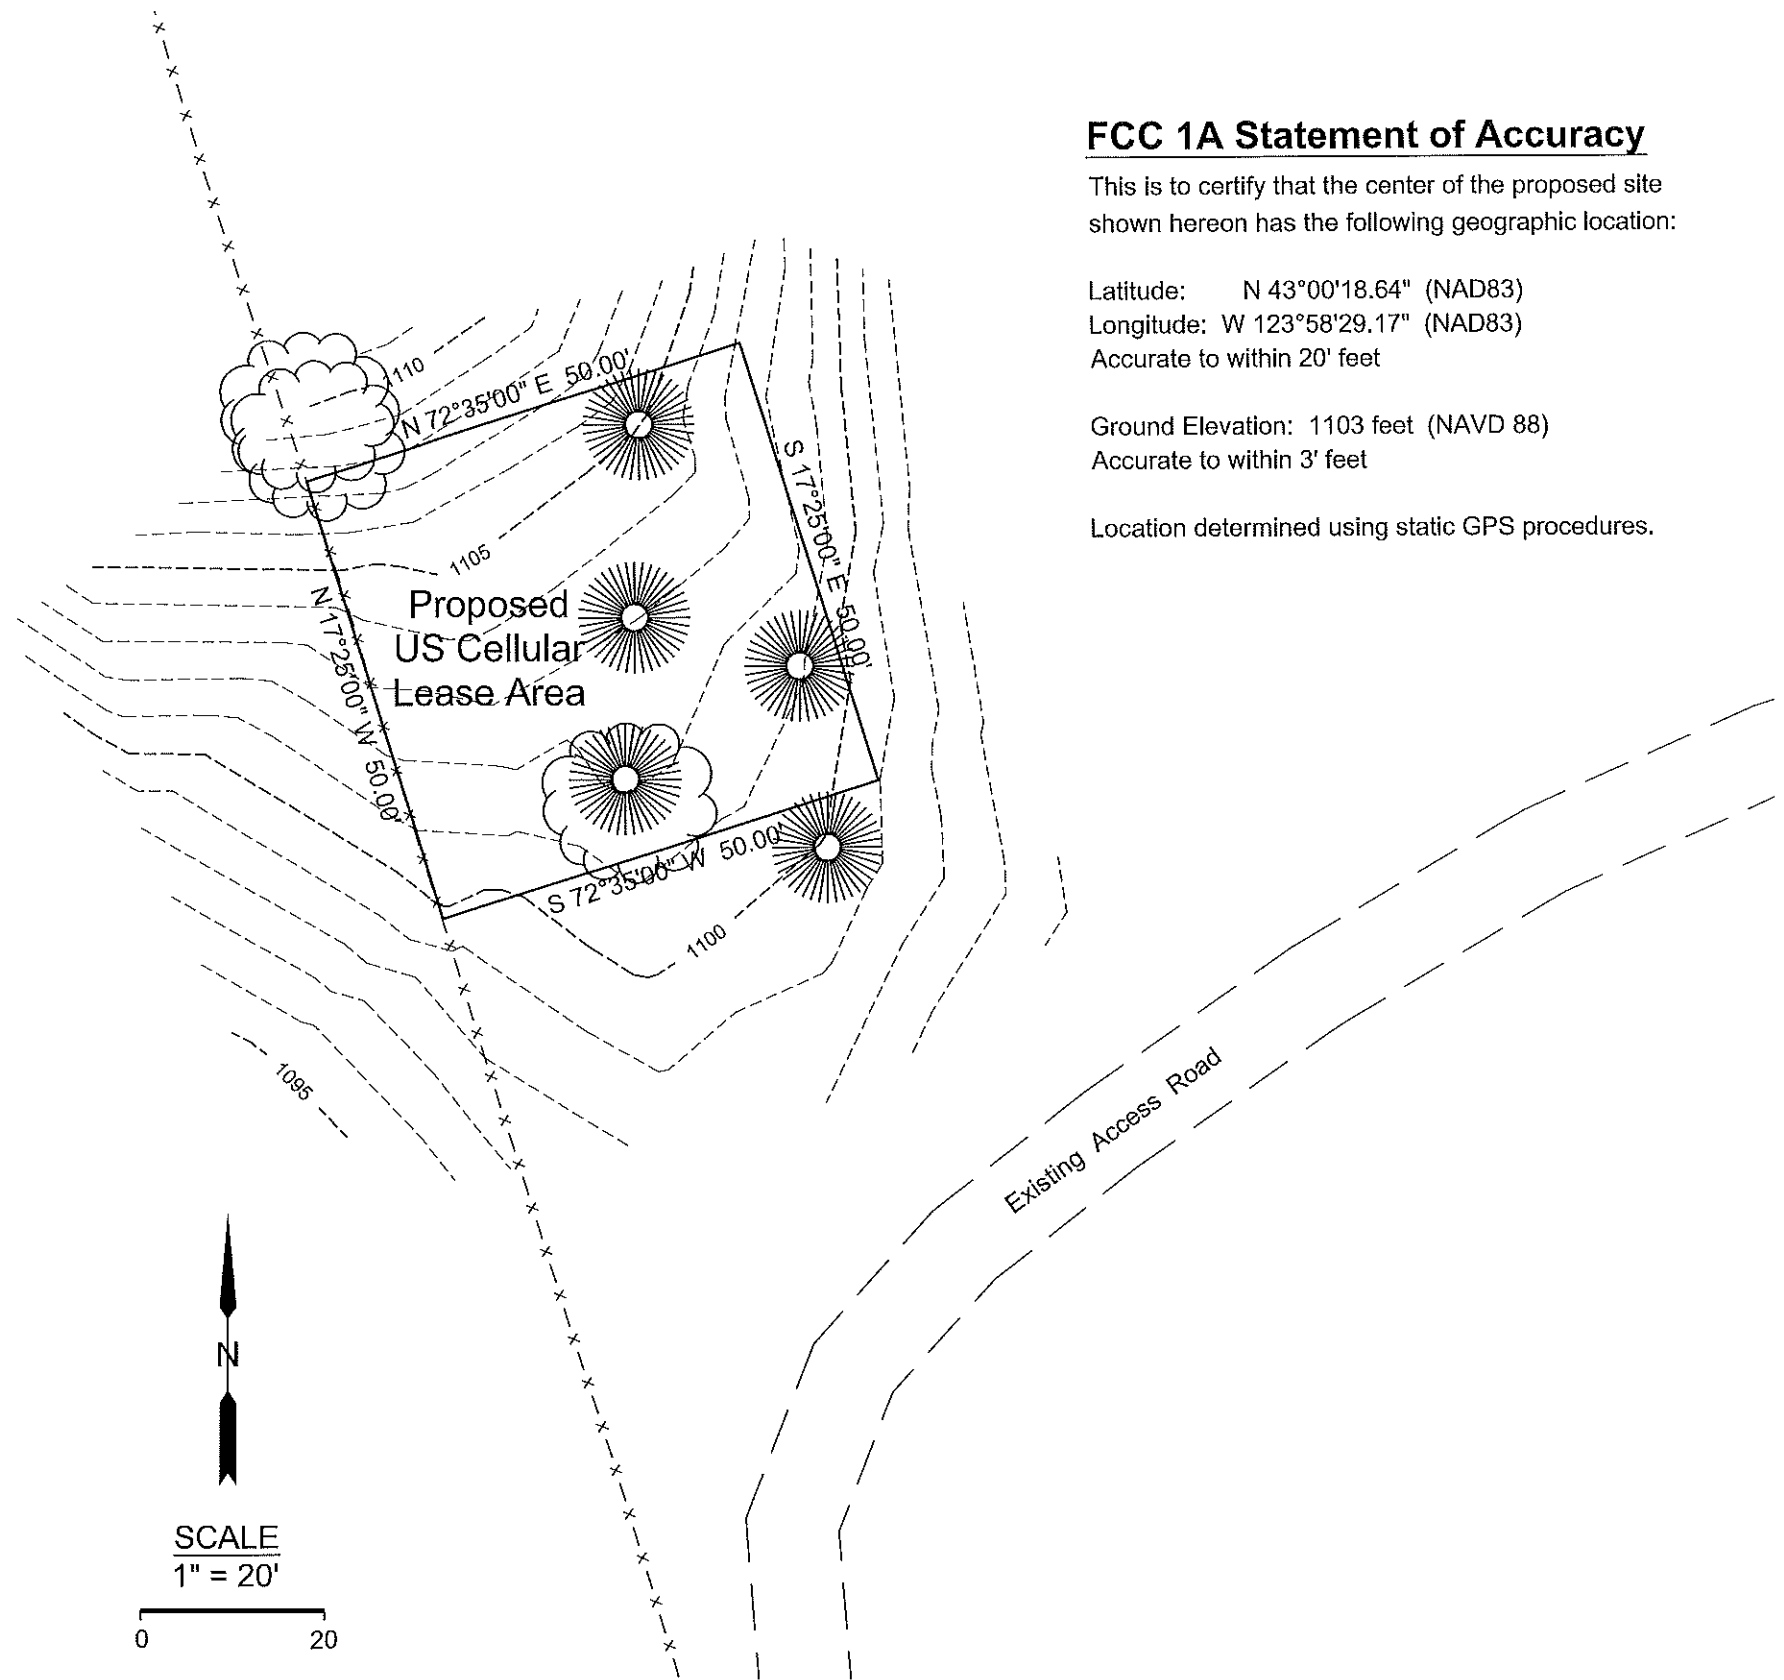 FCC 1A Statement of Accuracy
This is to certify that the center of the proposed site
shown hereon has the following geographic location:
Latitude: N 43°00'18.64" (NAD83)
Longitude: W 123°58'29.17" (NAD83)
Accurate to within 20' feet
Ground Elevation: 1103 feet (NAVD 88)
Accurate to within 3' feet
Location determined using static GPS procedures.
1110
N 72°35'00" E 50.00'
S 17°25'00" E 50.00'
1105
Proposed
US Cellular
Lease Area
N 17°25'00" W 50.00'
S 72°35'00" W 50.00'
1100
1095
Existing Access Road
N
SCALE
1" = 20'
0 20